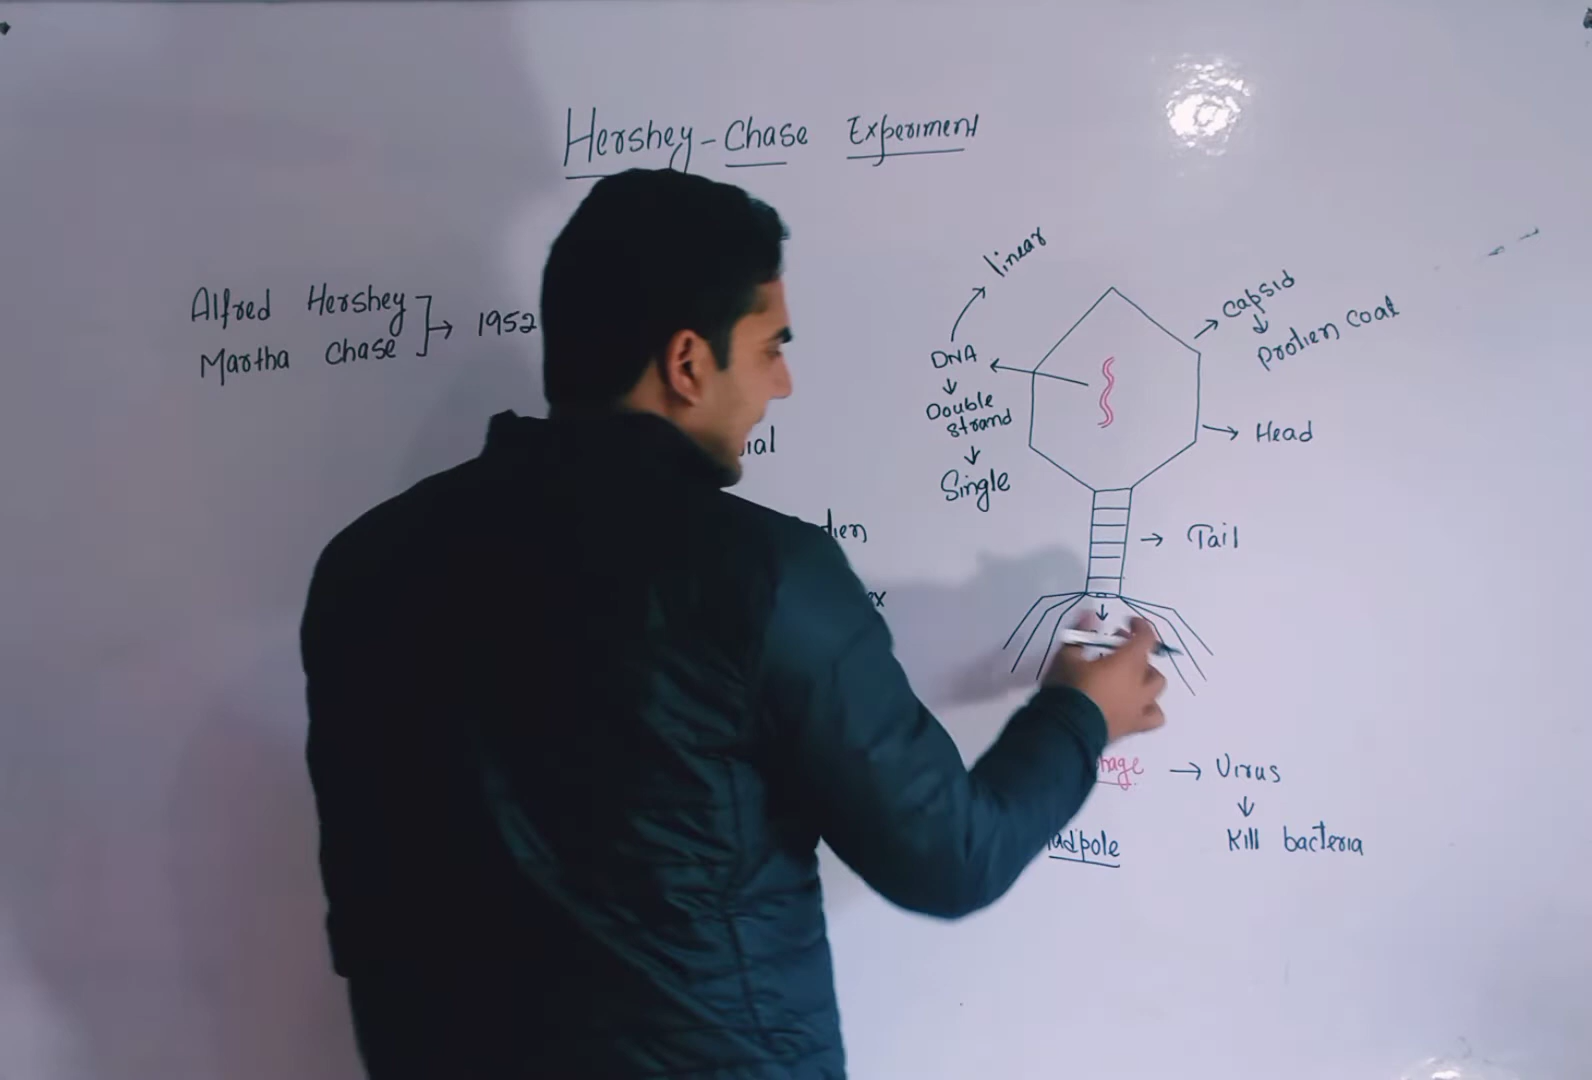 Hershey-Chase Experiment
Alfred Hershey
Martha Chase
1952
linear
DNA
Double
strand
Single
capsid
Protien coat
Head
Tail
Virus
Kill bacteria